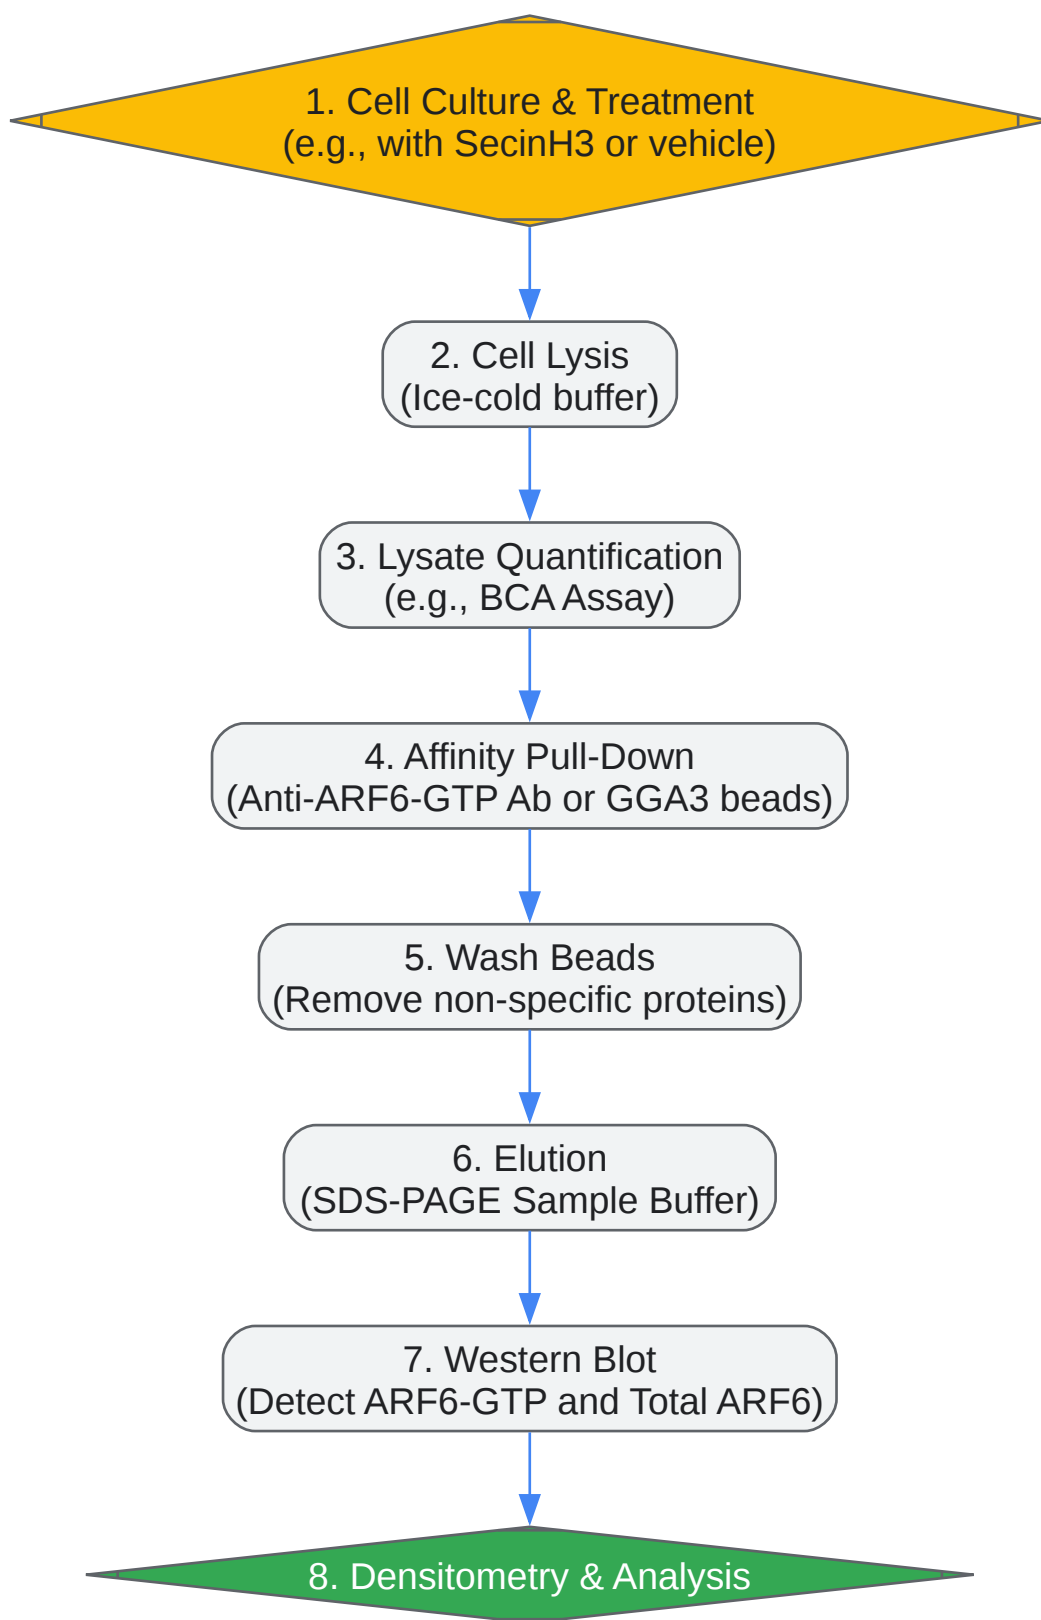 1. Cell Culture & Treatment
(e.g., with SecinH3 or vehicle)
2. Cell Lysis
(Ice-cold buffer)
3. Lysate Quantification
(e.g., BCA Assay)
4. Affinity Pull-Down
(Anti-ARF6-GTP Ab or GGA3 beads)
5. Wash Beads
(Remove non-specific proteins)
6. Elution
(SDS-PAGE Sample Buffer)
7. Western Blot
(Detect ARF6-GTP and Total ARF6)
8. Densitometry & Analysis